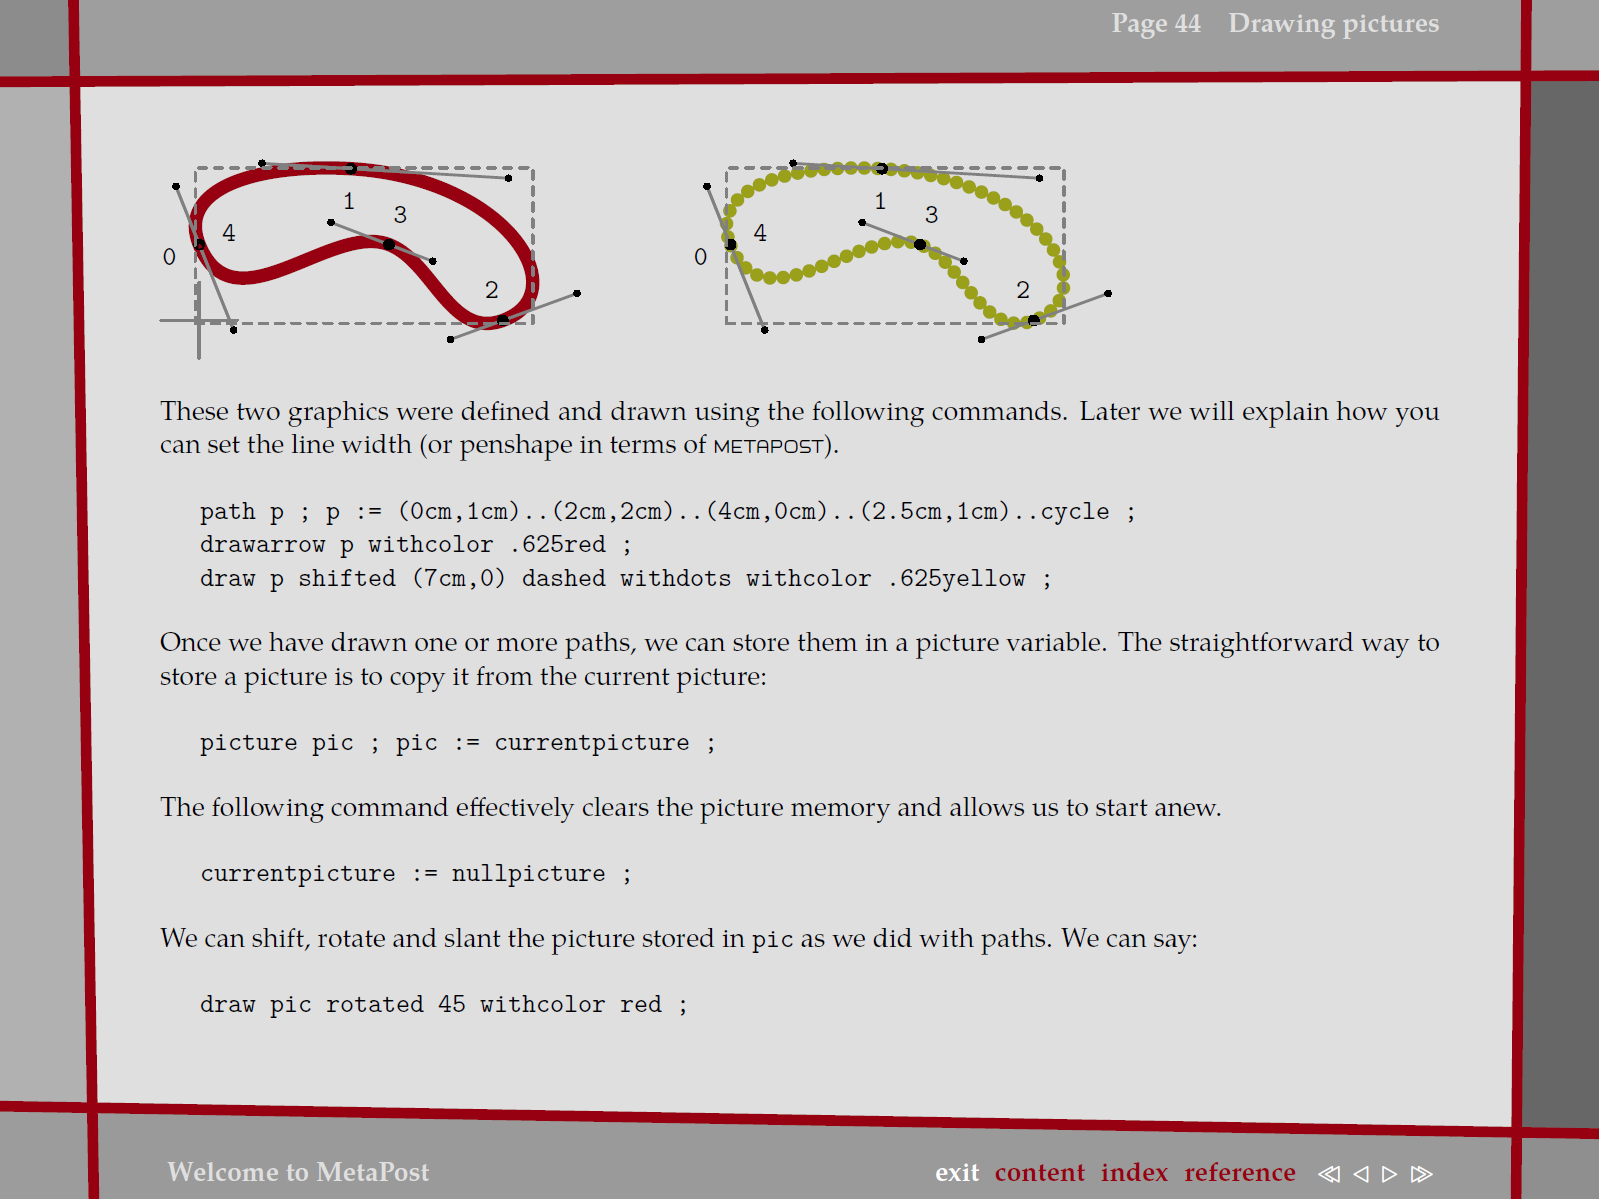 Page 44 Drawing pictures
1
3
4
0
2
1
3
4
0
2
These two graphics were defined and drawn using the following commands. Later we will explain how you
can set the line width (or penshape in terms of METAPOST).
path p ; p := (0cm,1cm)..(2cm,2cm)..(4cm,0cm)..(2.5cm,1cm)..cycle ;
drawarrow p withcolor .625red ;
draw p shifted (7cm,0) dashed withdots withcolor .625yellow ;
Once we have drawn one or more paths, we can store them in a picture variable. The straightforward way to
store a picture is to copy it from the current picture:
picture pic ; pic := currentpicture ;
The following command effectively clears the picture memory and allows us to start anew.
currentpicture := nullpicture ;
We can shift, rotate and slant the picture stored in pic as we did with paths. We can say:
draw pic rotated 45 withcolor red ;
Welcome to MetaPost
exit content index reference